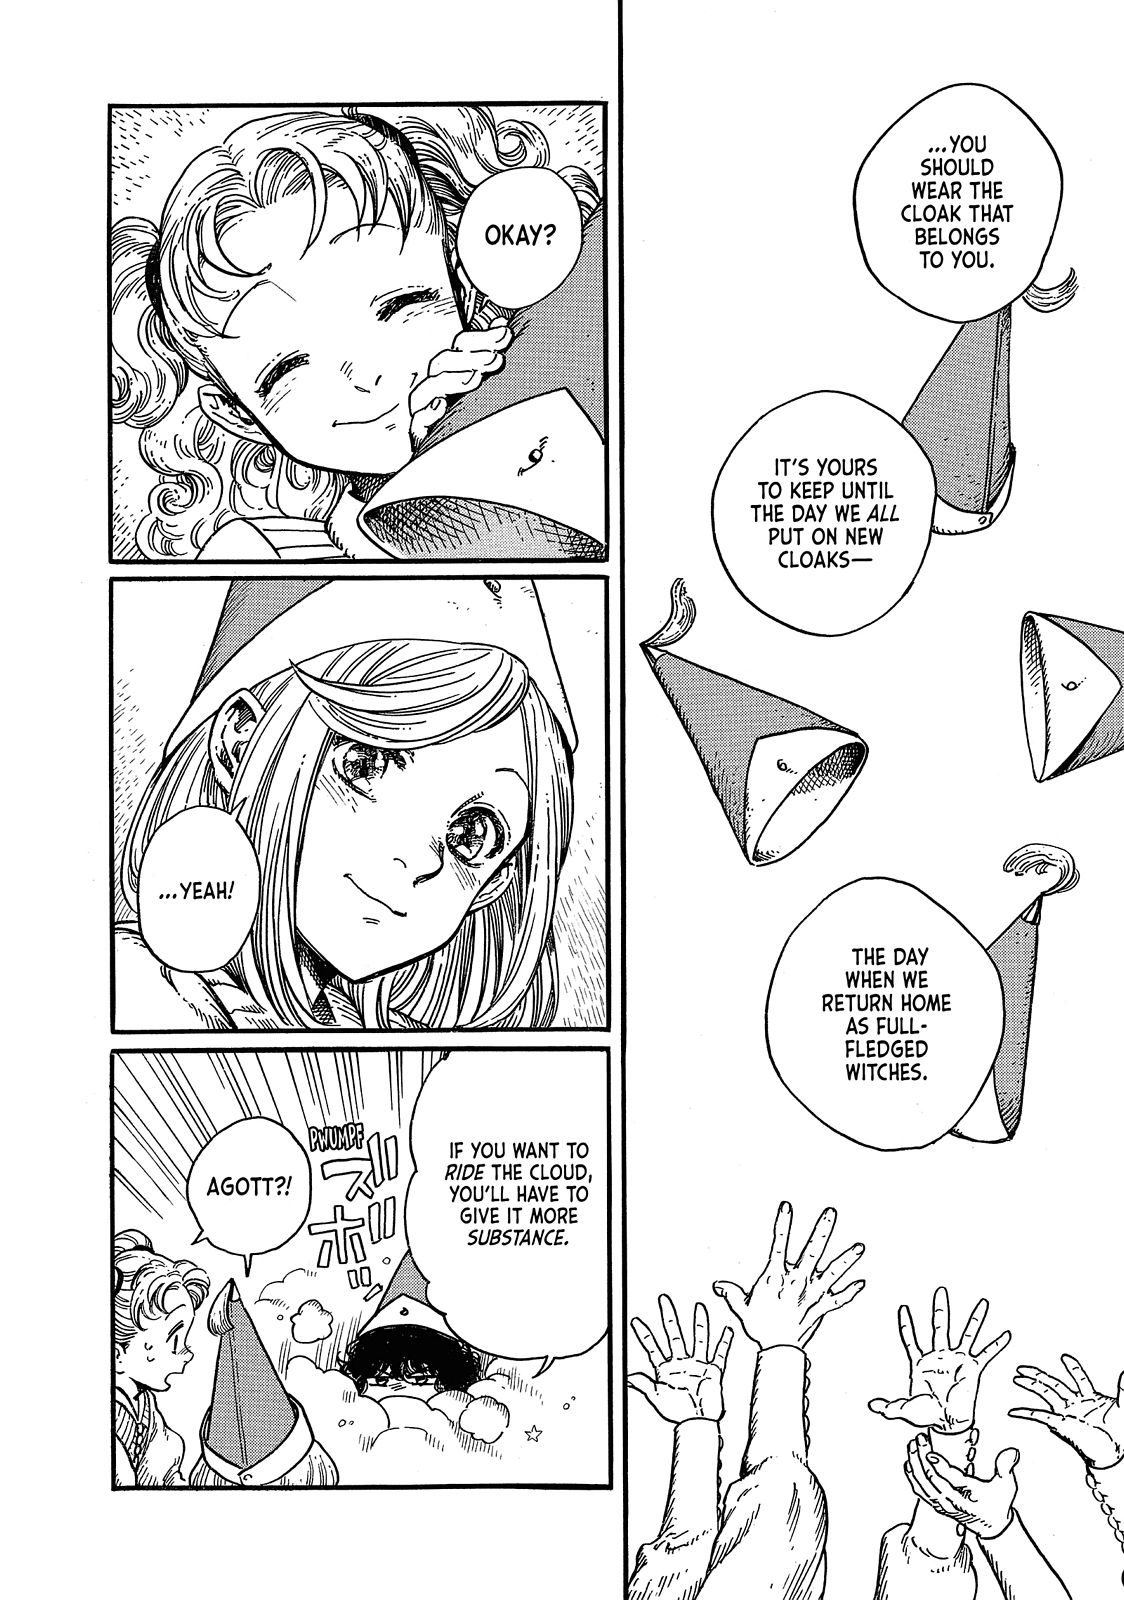 ...YOU
SHOULD
WEAR THE
CLOAK THAT
BELONGS
TO YOU.
IT'S YOURS
TO KEEP UNTIL
THE DAY WE ALL
PUT ON NEW
CLOAKS—
THE DAY
WHEN WE
RETURN HOME
AS FULL-
FLEDGED
WITCHES.
OKAY?
...YEAH!
IF YOU WANT TO
RIDE THE CLOUD,
YOU'LL HAVE TO
GIVE IT MORE
SUBSTANCE.
PWUMPF
ズボッ
AGOTT?!